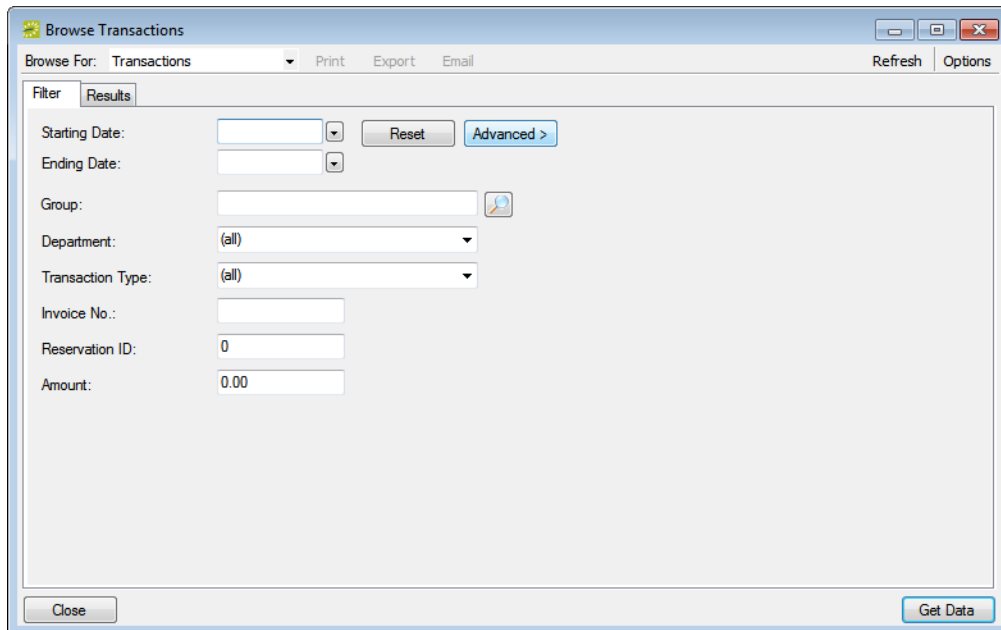 Browse Transactions
Browse For: Transactions Print Export Email Refresh Options
Filter Results
Starting Date: Reset Advanced >
Ending Date:
Group:
Department: (all)
Transaction Type: (all)
Invoice No.:
Reservation ID: 0
Amount: 0.00
Close Get Data